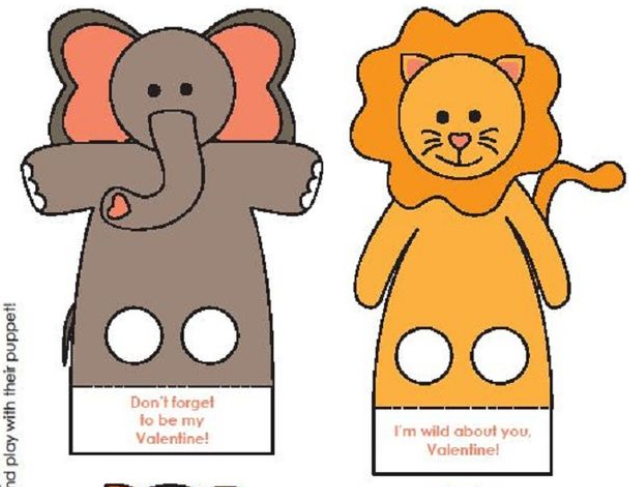 nd play with their puppet!
Don't forget
to be my
Valentine!
I'm wild about you,
Valentine!